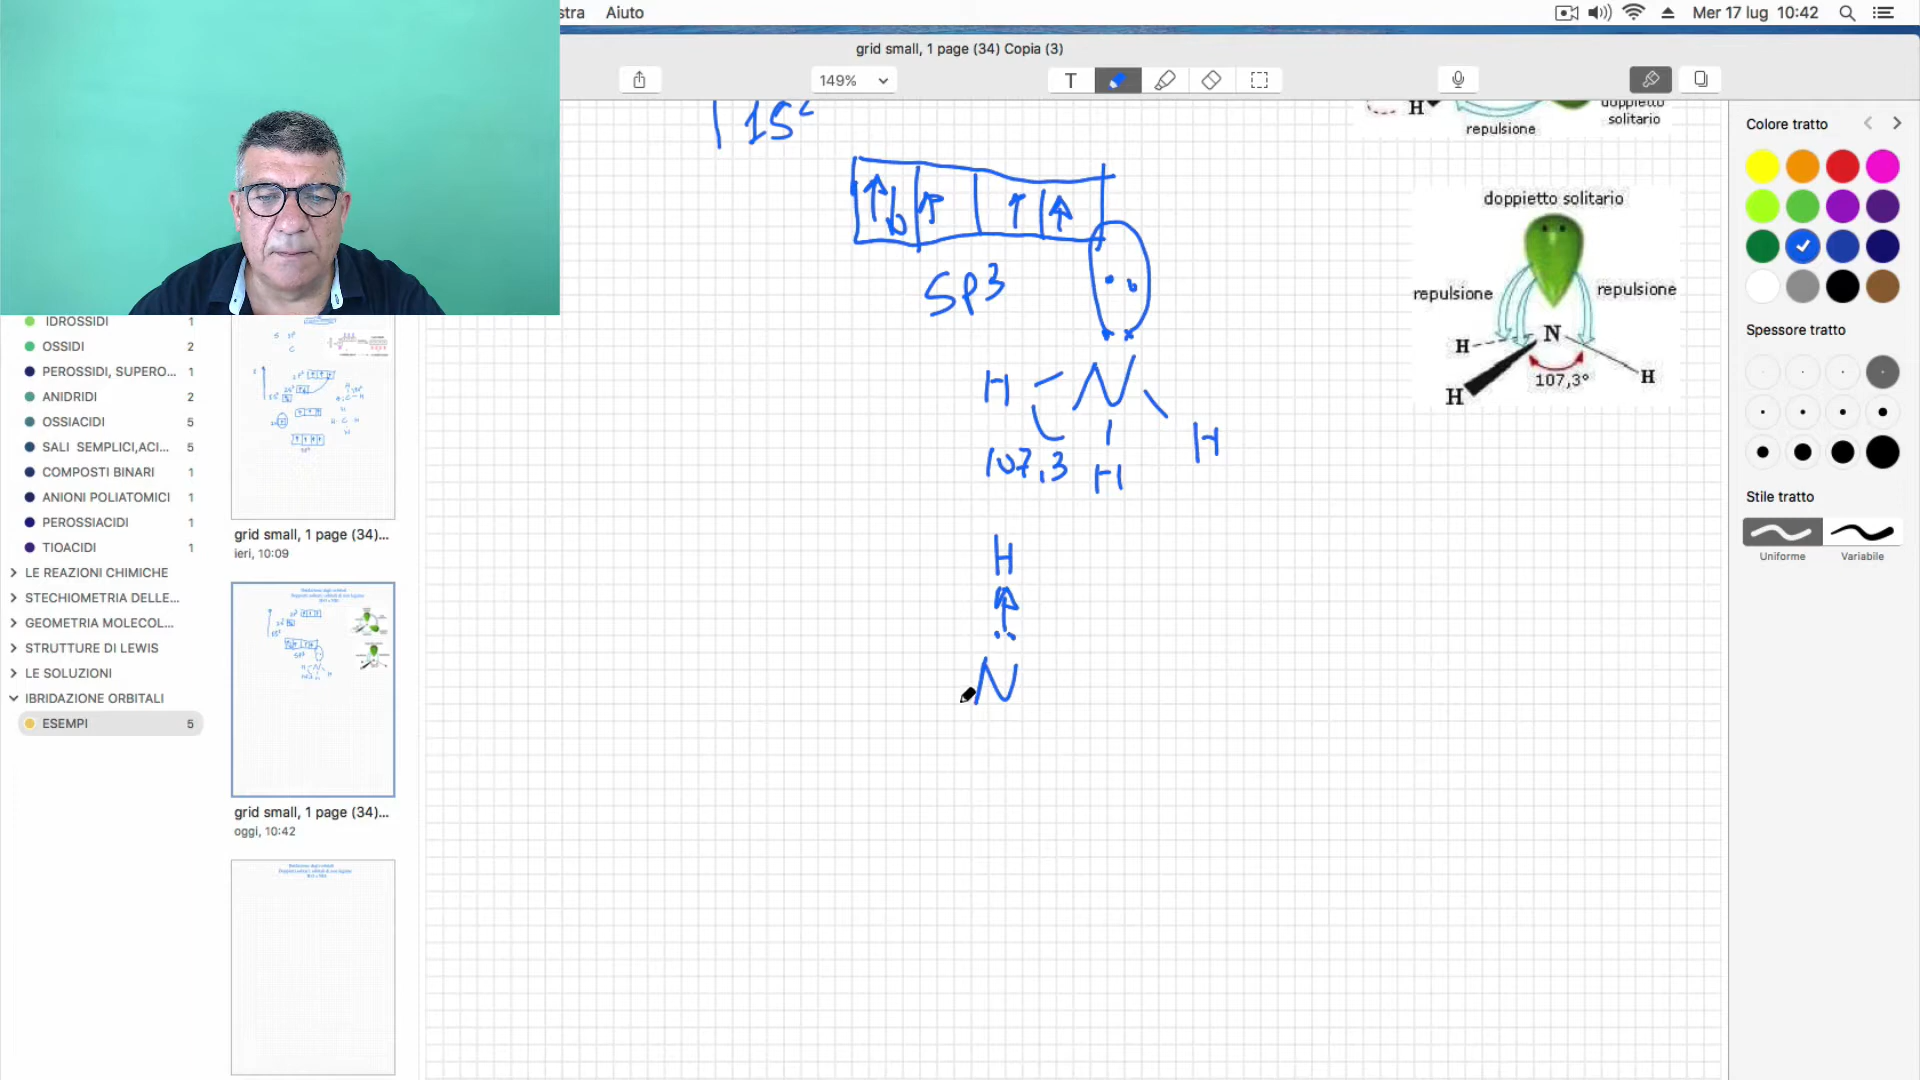 stra Aiuto
Mer 17 lug 10:42
grid small, 1 page (34) Copia (3)
149%
T
1S²
SP3
H N H
107,3 H
H
N
H
repulsione
doppietto
solitario
doppietto solitario
repulsione
repulsione
N
H
H
H
107,3°
IDROSSIDI 1
OSSIDI 2
PEROSSIDI, SUPERO... 1
ANIDRIDI 2
OSSIACIDI 5
SALI SEMPLICI,ACI... 5
COMPOSTI BINARI 1
ANIONI POLIATOMICI 1
PEROSSIACIDI 1
TIOACIDI 1
LE REAZIONI CHIMICHE
STECHIOMETRIA DELLE...
GEOMETRIA MOLECOL...
STRUTTURE DI LEWIS
LE SOLUZIONI
IBRIDAZIONE ORBITALI
ESEMPI 5
grid small, 1 page (34)...
ieri, 10:09
grid small, 1 page (34)...
oggi, 10:42
Colore tratto
Spessore tratto
Stile tratto
Uniforme
Variabile